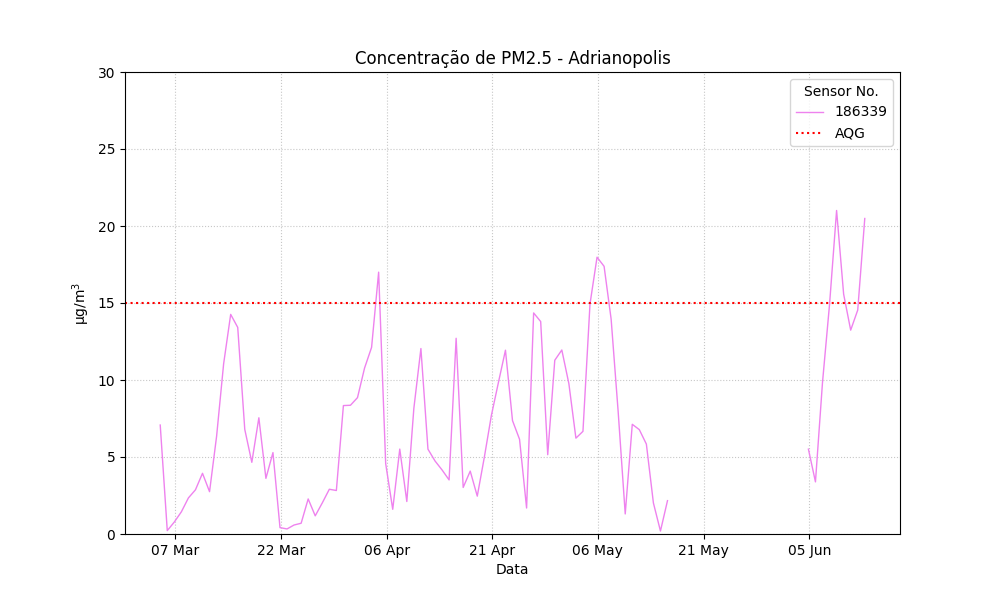 Concentração de PM2.5 - Adrianopolis
30
25
20
15
10
5
0
µg/m³
Sensor No.
186339
AQG
07 Mar
22 Mar
06 Apr
21 Apr
06 May
21 May
05 Jun
Data